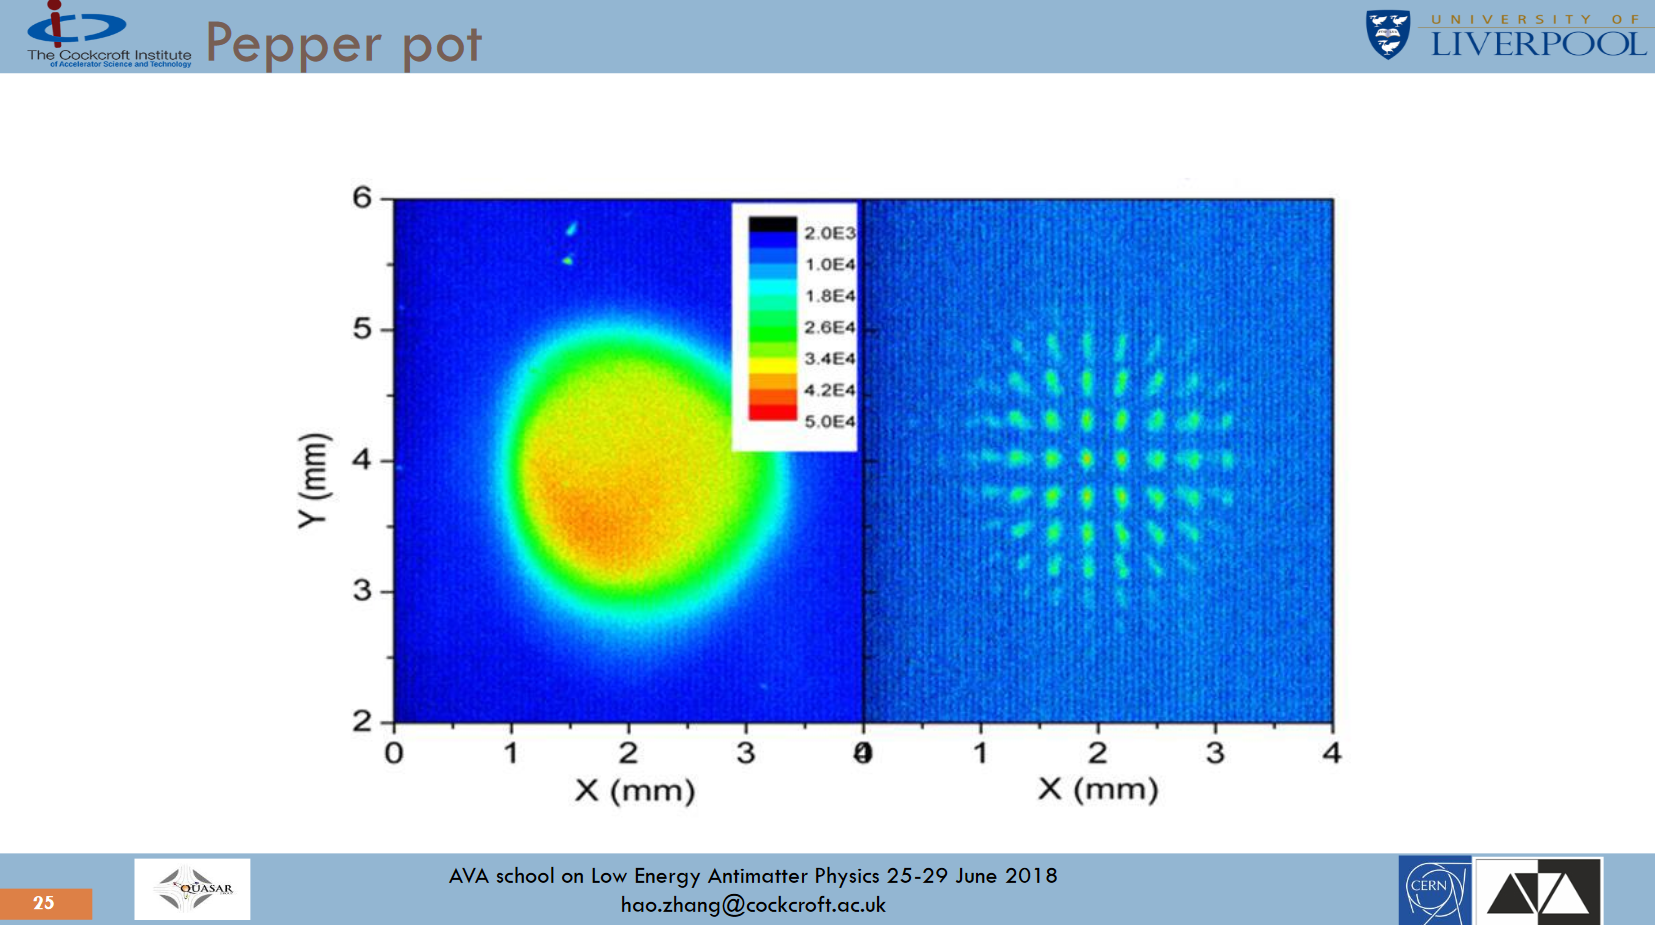 The Cockcroft Institute
of Accelerator Science and Technology
Pepper pot
UNIVERSITY OF
LIVERPOOL
6
5
4
3
2
Y (mm)
2.0E3
1.0E4
1.8E4
2.6E4
3.4E4
4.2E4
5.0E4
0 1 2 3 4
X (mm)
0 1 2 3 4
X (mm)
25
QUASAR
AVA school on Low Energy Antimatter Physics 25-29 June 2018
hao.zhang@cockcroft.ac.uk
CERN